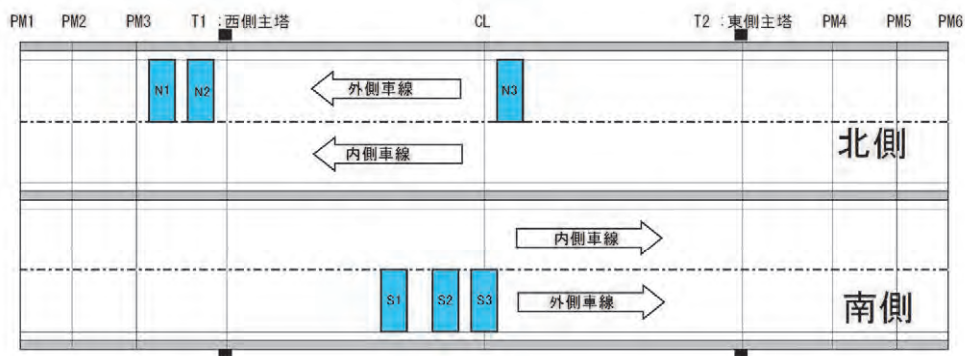 PM1 PM2 PM3 T1 :西側主塔 CL T2 :東側主塔 PM4 PM5 PM6
N1 N2 外側車線 N3
内側車線 北側
内側車線
S1 S2 S3 外側車線 南側